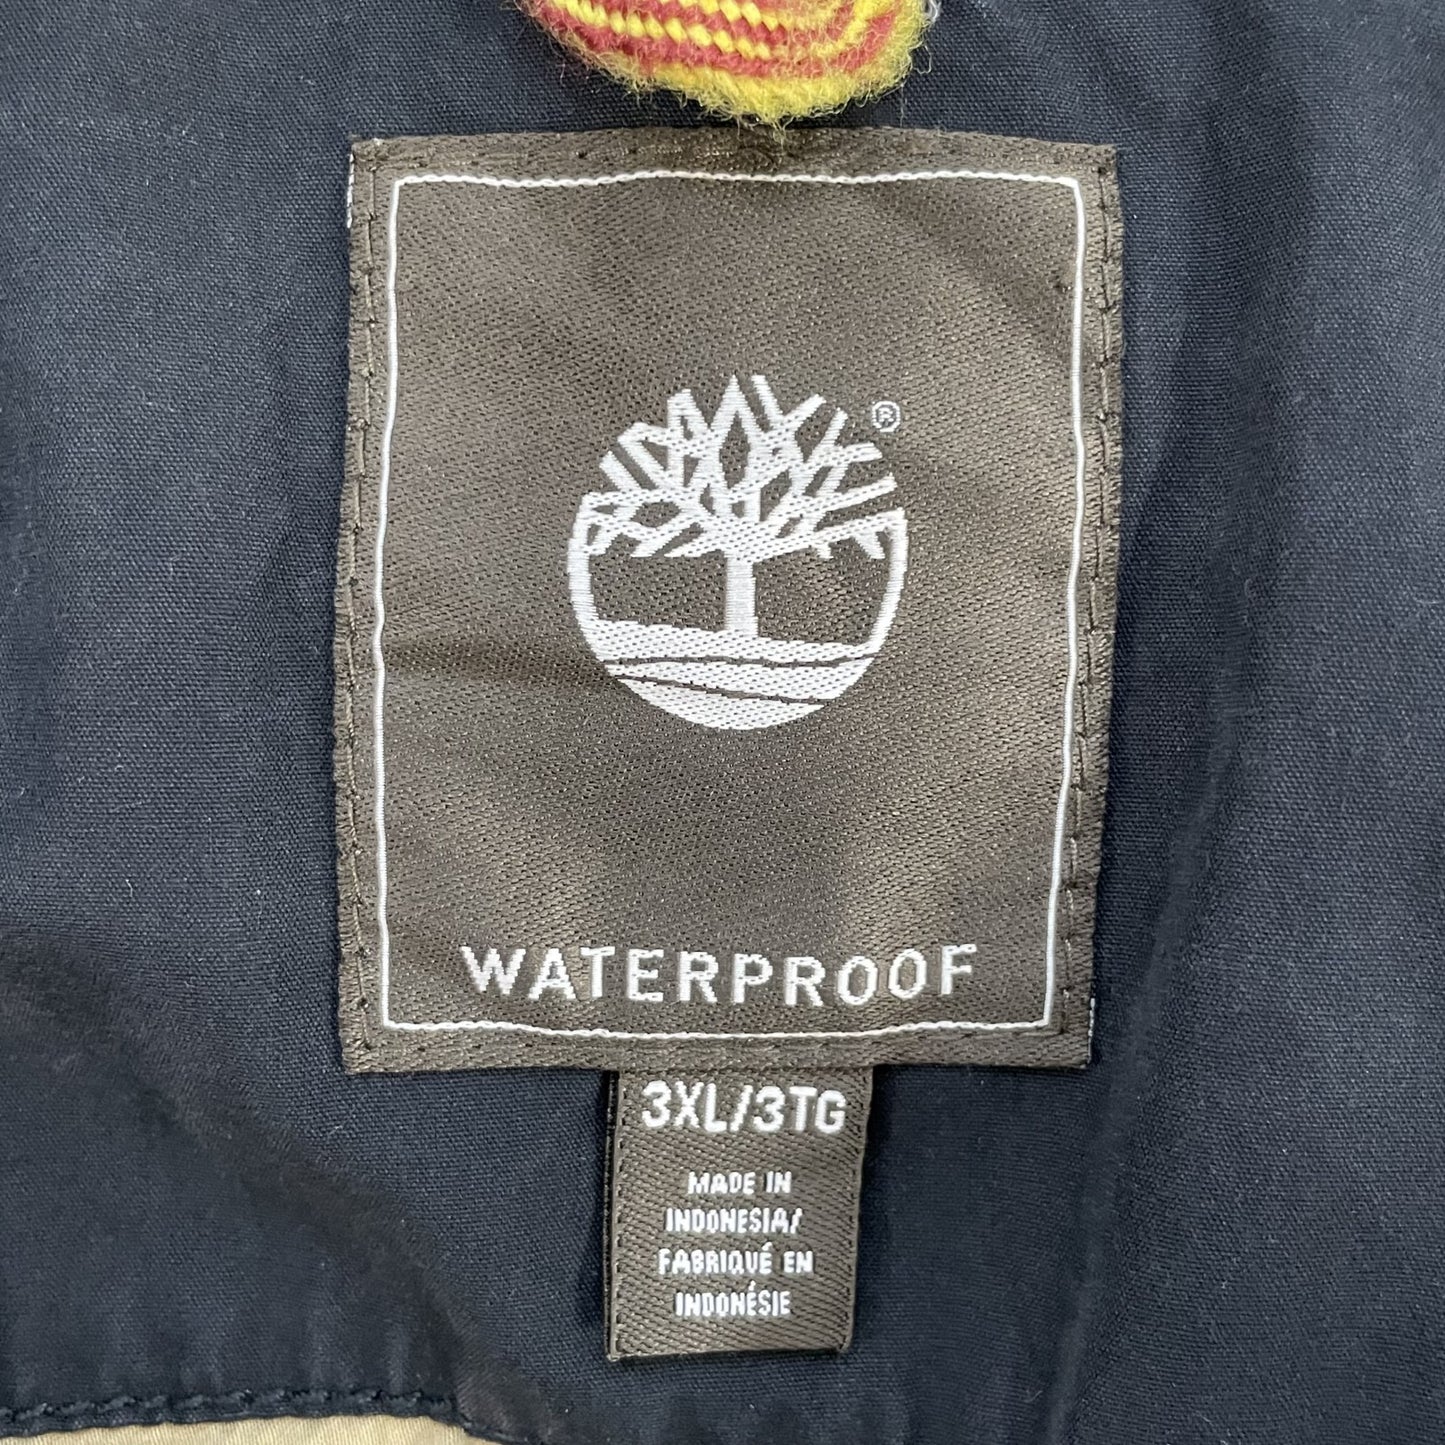 ®
WATERPROOF
3XL/3TG
MADE IN
INDONESIA/
FABRIQUÉ EN
INDONÉSIE